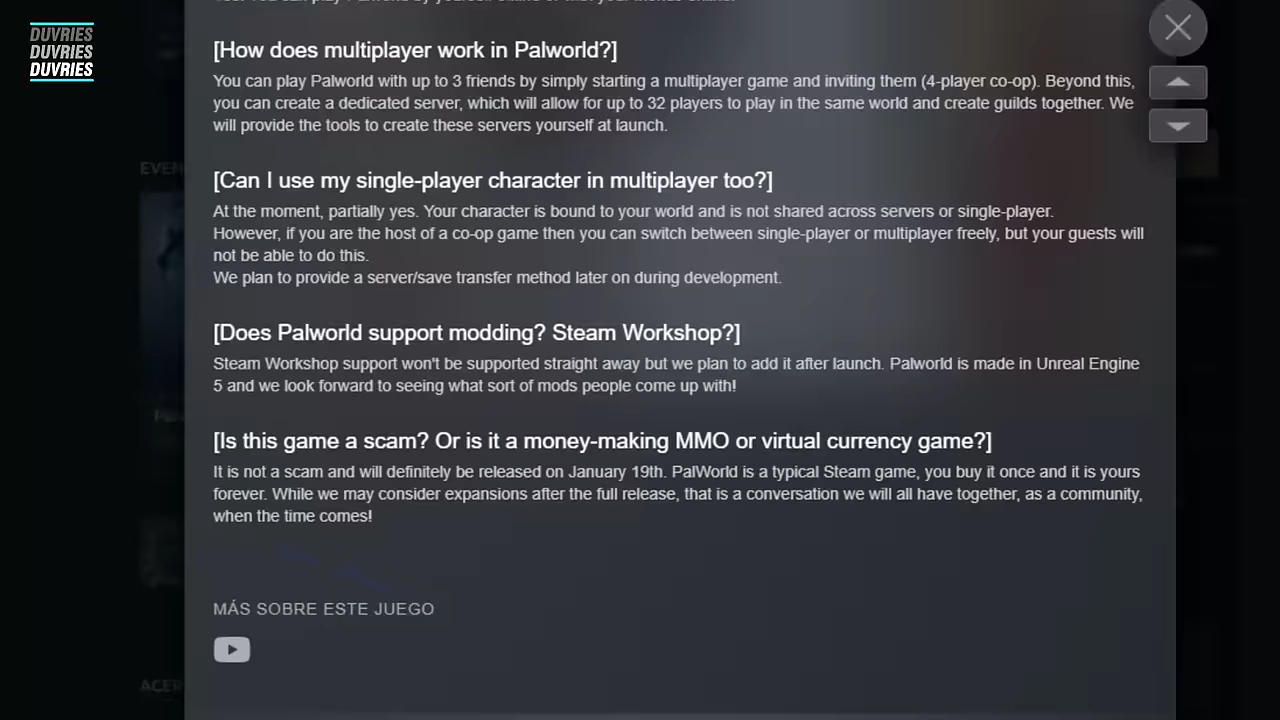 DUVRIES
DUVRIES
DUVRIES
[How does multiplayer work in Palworld?]
You can play Palworld with up to 3 friends by simply starting a multiplayer game and inviting them (4-player co-op). Beyond this,
you can create a dedicated server, which will allow for up to 32 players to play in the same world and create guilds together. We
will provide the tools to create these servers yourself at launch.
[Can I use my single-player character in multiplayer too?]
At the moment, partially yes. Your character is bound to your world and is not shared across servers or single-player.
However, if you are the host of a co-op game then you can switch between single-player or multiplayer freely, but your guests will
not be able to do this.
We plan to provide a server/save transfer method later on during development.
[Does Palworld support modding? Steam Workshop?]
Steam Workshop support won't be supported straight away but we plan to add it after launch. Palworld is made in Unreal Engine
5 and we look forward to seeing what sort of mods people come up with!
[Is this game a scam? Or is it a money-making MMO or virtual currency game?]
It is not a scam and will definitely be released on January 19th. PalWorld is a typical Steam game, you buy it once and it is yours
forever. While we may consider expansions after the full release, that is a conversation we will all have together, as a community,
when the time comes!
MÁS SOBRE ESTE JUEGO